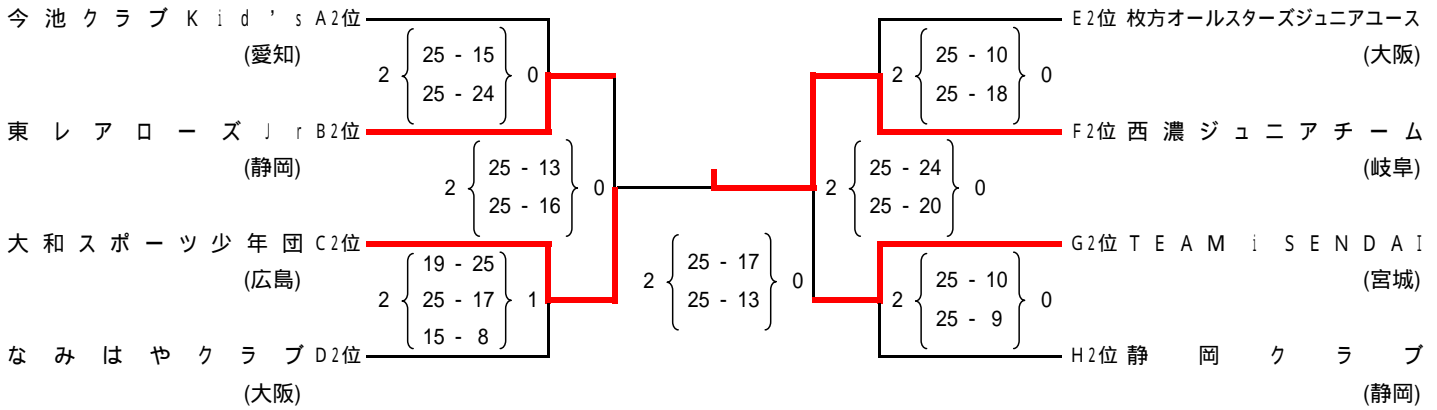 今池クラブKid’s A2位
(愛知)
2 25 - 15 0
25 - 24
東レアローズJr B2位
(静岡)
2 25 - 13 0
25 - 16
大和スポーツ少年団 C2位
(広島)
2 19 - 25 1
25 - 17
15 - 8
なみはやクラブ D2位
(大阪)
2 25 - 17 0
25 - 13
E2位 枚方オールスターズジュニアユース
(大阪)
2 25 - 10 0
25 - 18
F2位 西濃ジュニアチーム
(岐阜)
2 25 - 24 0
25 - 20
G2位 TEAM i SENDAI
(宮城)
2 25 - 10 0
25 - 9
H2位 静岡クラブ
(静岡)